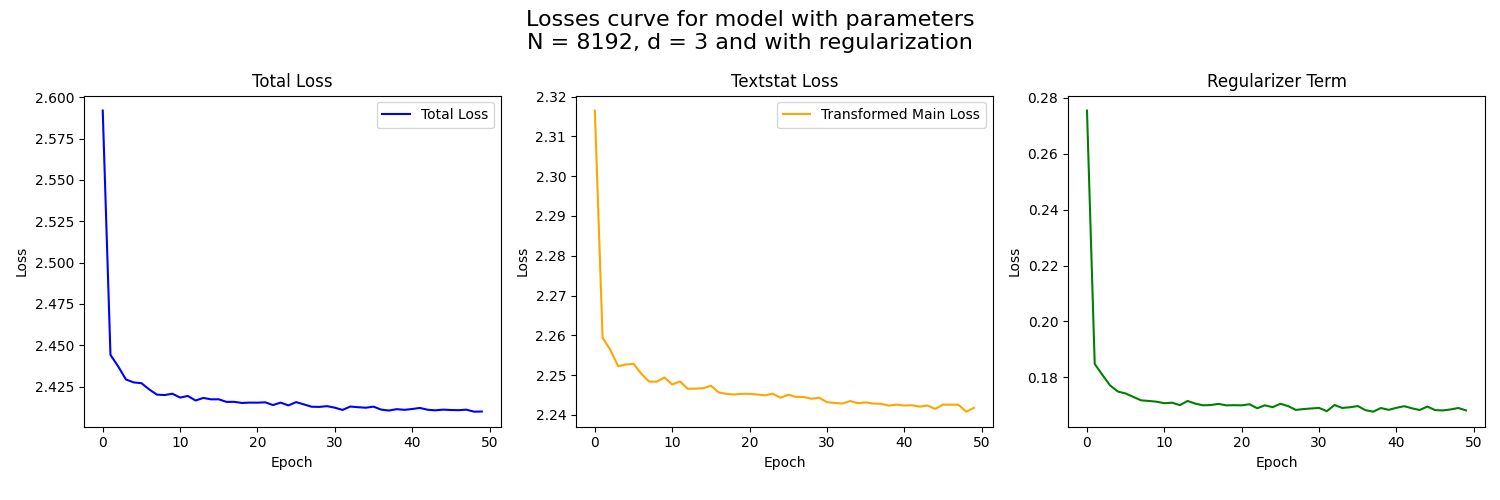 Losses curve for model with parameters
N = 8192, d = 3 and with regularization
Total Loss
2.600
2.575
2.550
2.525
2.500
2.475
2.450
2.425
Loss
0 10 20 30 40 50
Epoch
Total Loss
Textstat Loss
2.32
2.31
2.30
2.29
2.28
2.27
2.26
2.25
2.24
Loss
0 10 20 30 40 50
Epoch
Transformed Main Loss
Regularizer Term
0.28
0.26
0.24
0.22
0.20
0.18
Loss
0 10 20 30 40 50
Epoch